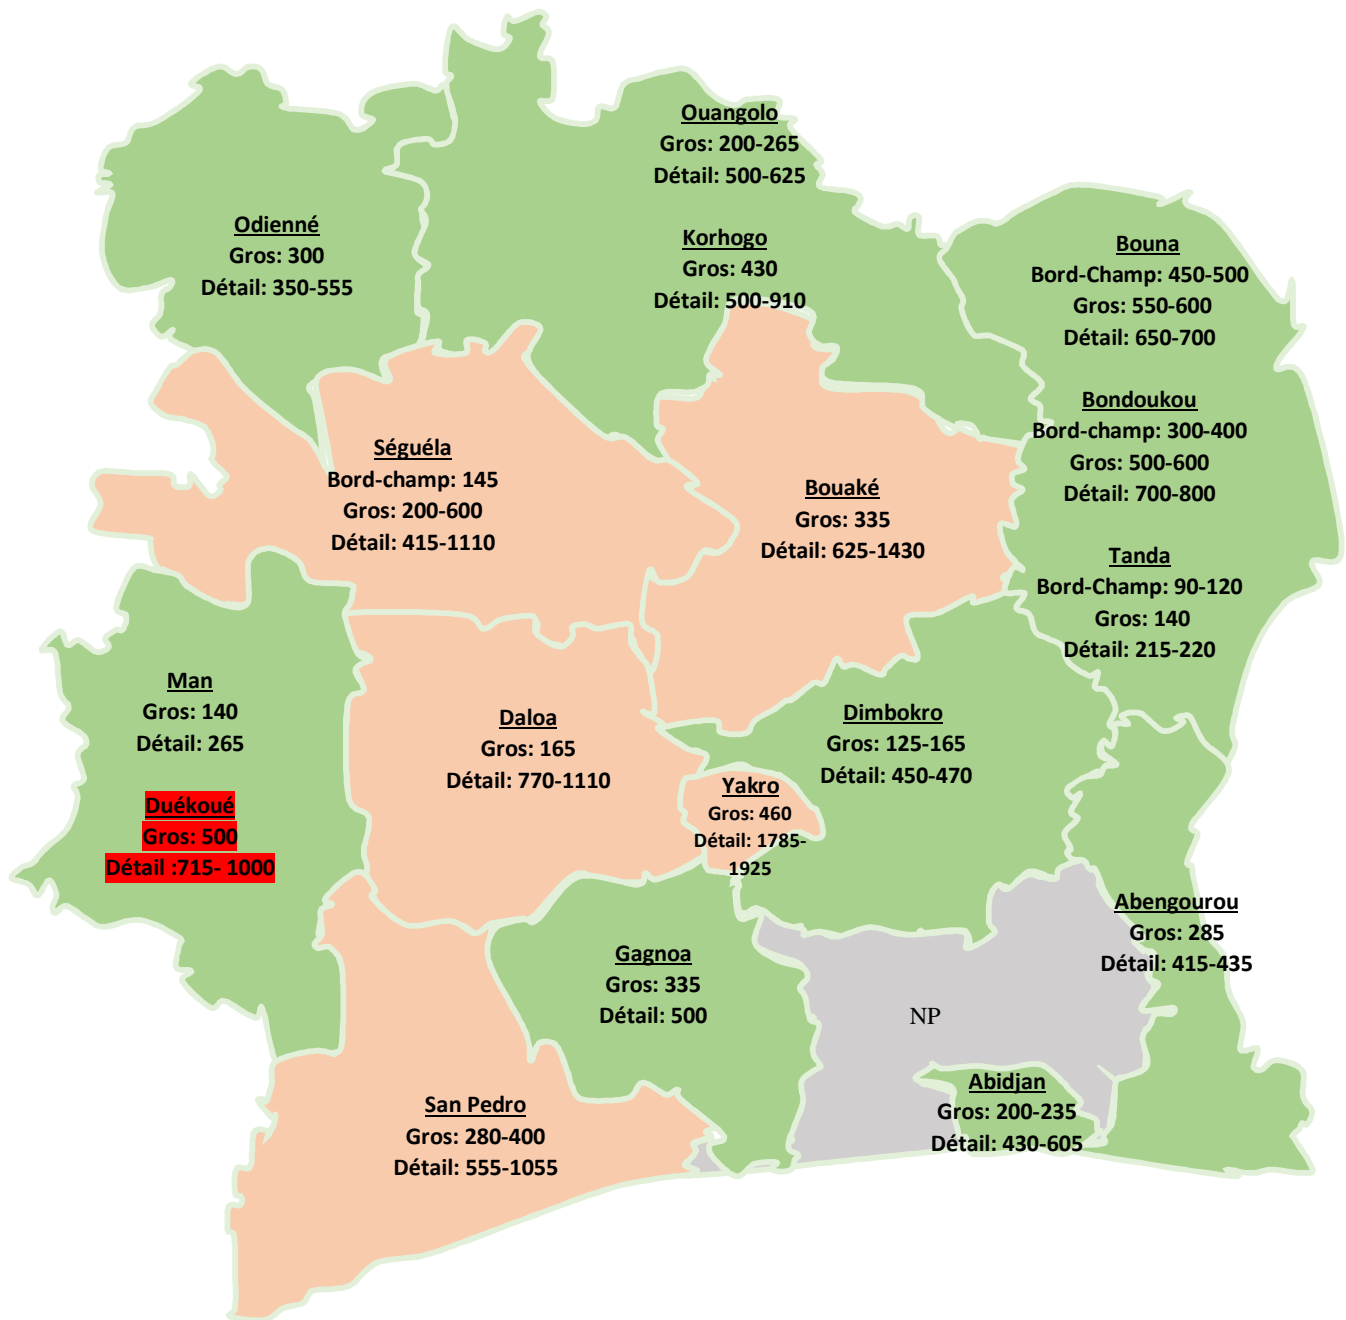 Ouangolo
Gros: 200-265
Détail: 500-625
Korhogo
Gros: 430
Détail: 500-910
Odienné
Gros: 300
Détail: 350-555
Bouna
Bord-Champ: 450-500
Gros: 550-600
Détail: 650-700
Bondoukou
Bord-champ: 300-400
Gros: 500-600
Détail: 700-800
Tanda
Bord-Champ: 90-120
Gros: 140
Détail: 215-220
Séguéla
Bord-champ: 145
Gros: 200-600
Détail: 415-1110
Bouaké
Gros: 335
Détail: 625-1430
Man
Gros: 140
Détail: 265
Duékoué
Gros: 500
Détail :715- 1000
Daloa
Gros: 165
Détail: 770-1110
Dimbokro
Gros: 125-165
Détail: 450-470
Yakro
Gros: 460
Détail: 1785-
1925
Abengourou
Gros: 285
Détail: 415-435
Gagnoa
Gros: 335
Détail: 500
NP
Abidjan
Gros: 200-235
Détail: 430-605
San Pedro
Gros: 280-400
Détail: 555-1055